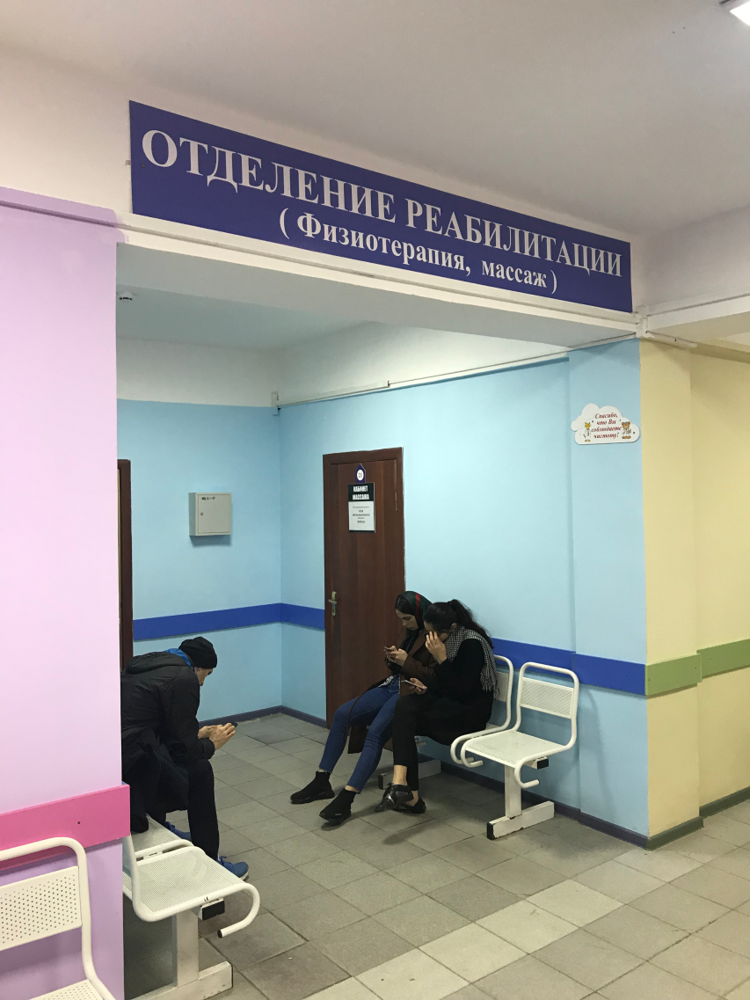 ОТДЕЛЕНИЕ РЕАБИЛИТАЦИИ
( Физиотерапия, массаж )
Спасибо,
что Вы
соблюдаете
чистоту!
КАБИНЕТ
МАССАЖА